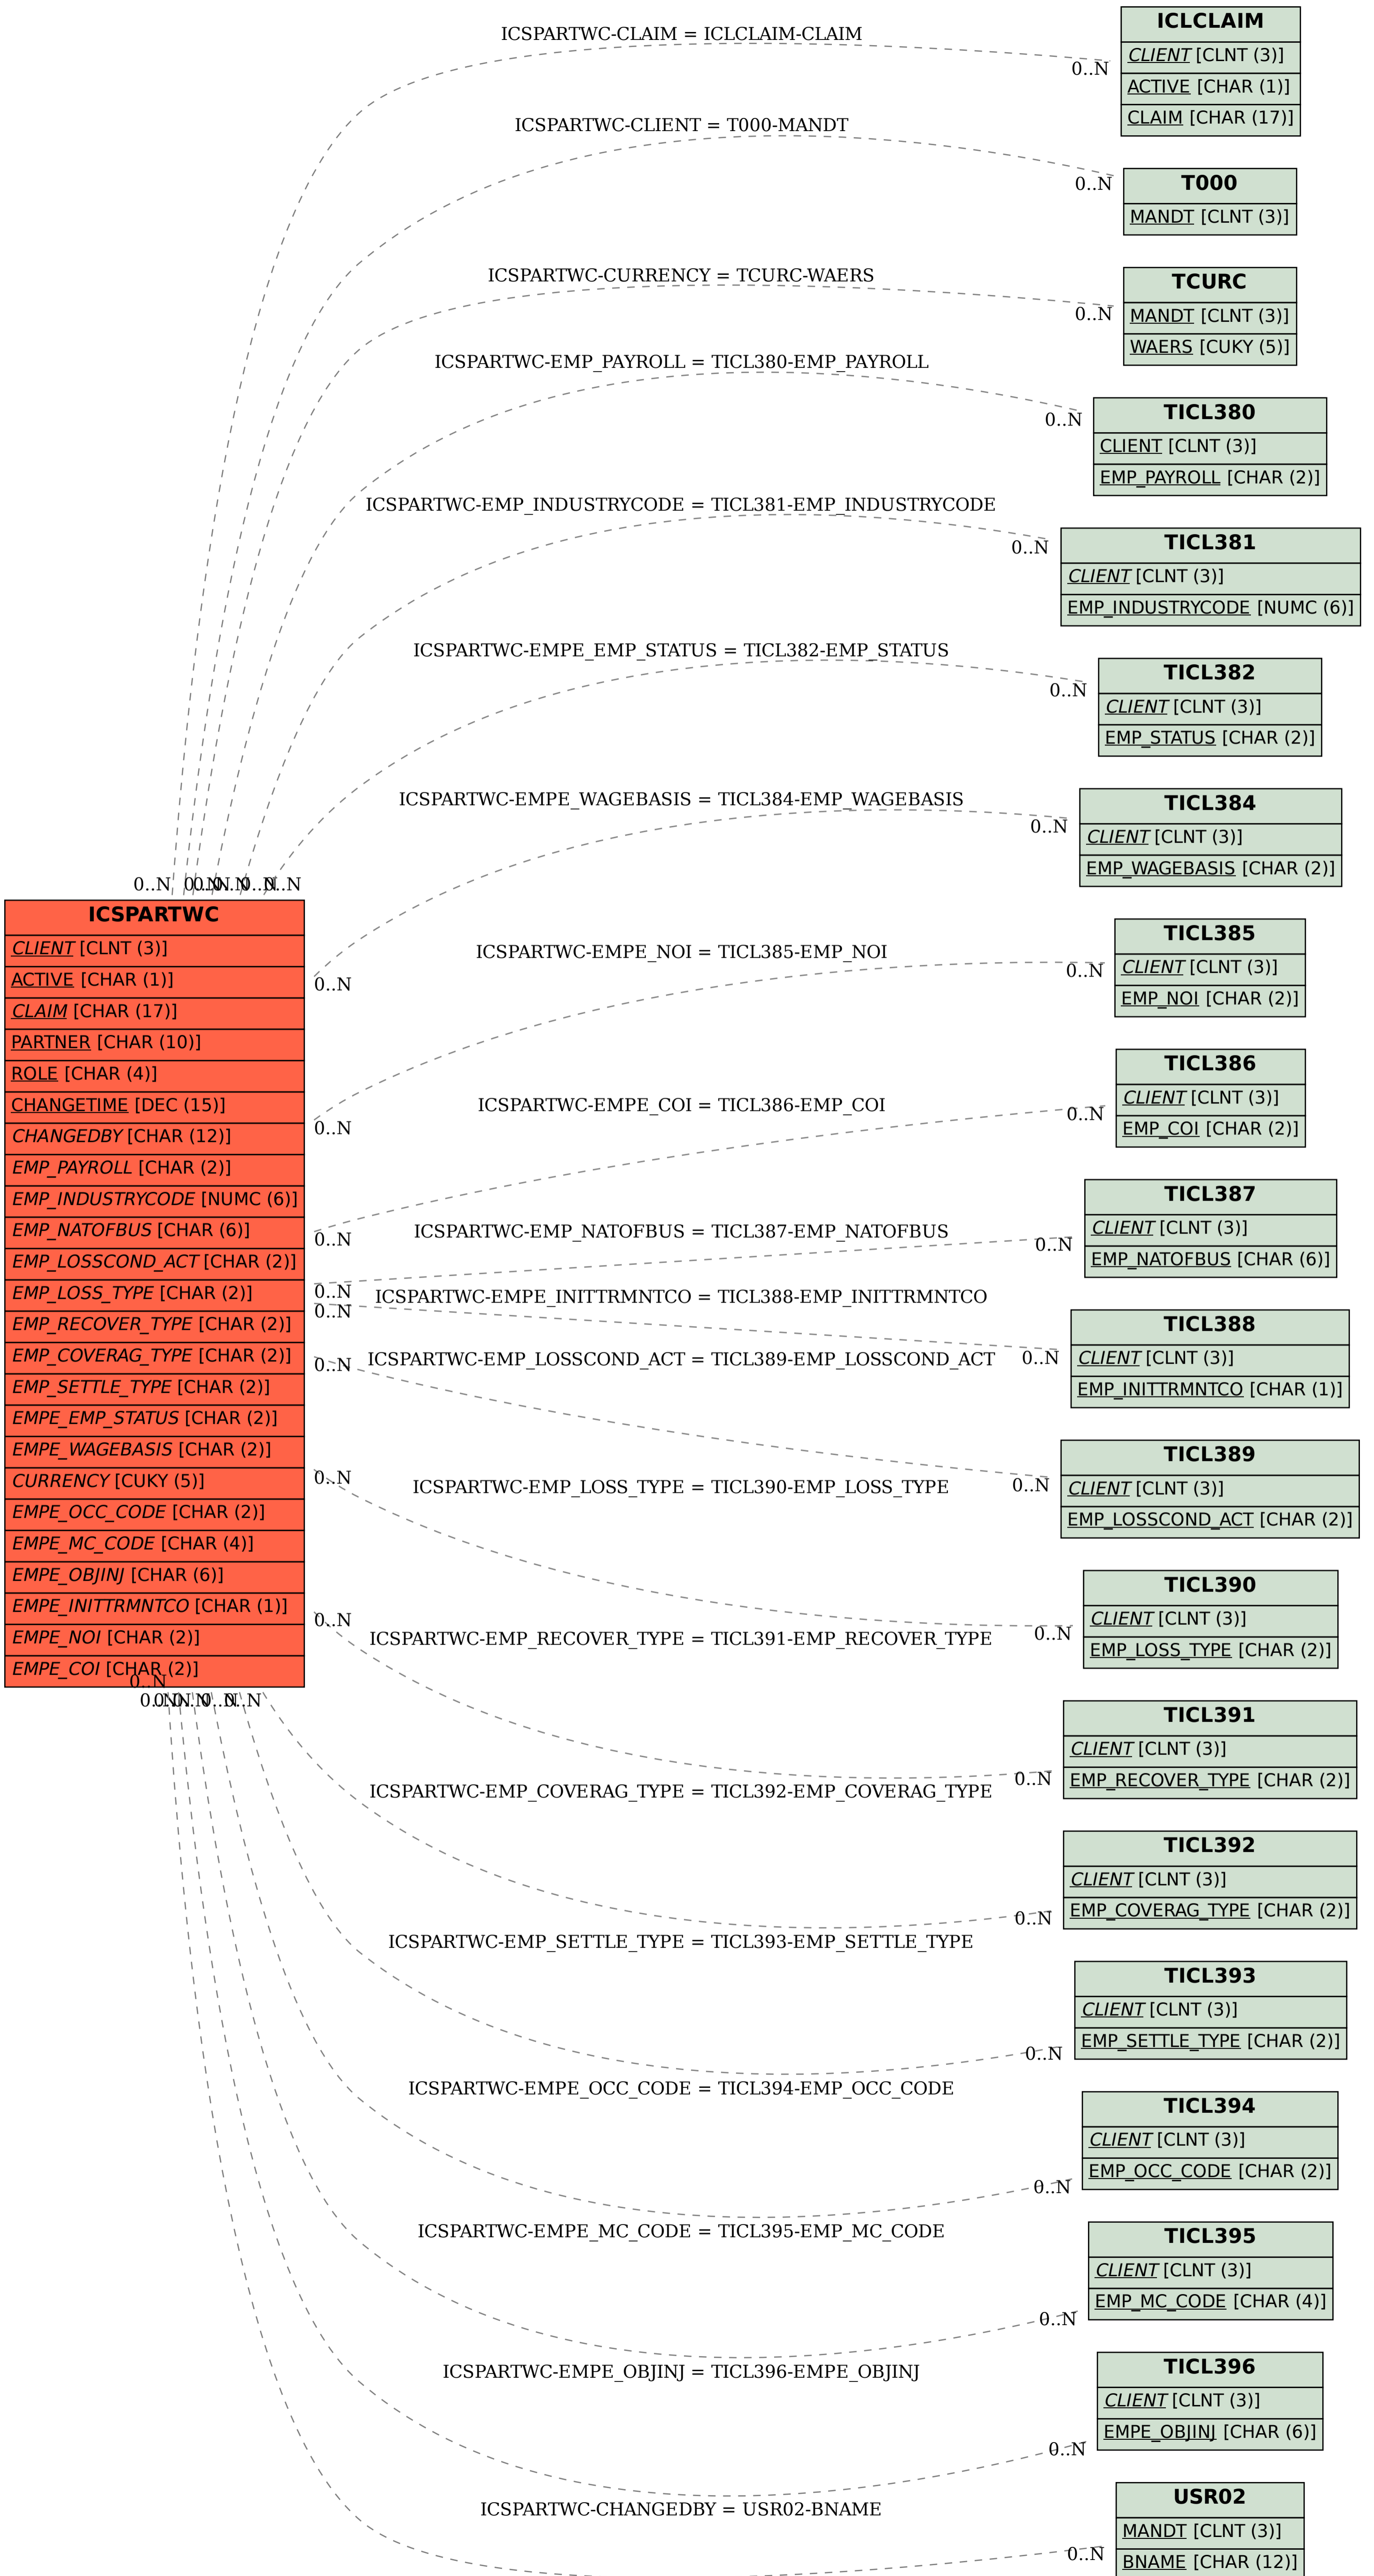 ICSPARTWC-CLAIM = ICLCLAIM-CLAIM
0..N
ICLCLAIM
CLIENT [CLNT (3)]
ACTIVE [CHAR (1)]
CLAIM [CHAR (17)]
ICSPARTWC-CLIENT = T000-MANDT
0..N
T000
MANDT [CLNT (3)]
ICSPARTWC-CURRENCY = TCURC-WAERS
0..N
TCURC
MANDT [CLNT (3)]
WAERS [CUKY (5)]
ICSPARTWC-EMP_PAYROLL = TICL380-EMP_PAYROLL
0..N
TICL380
CLIENT [CLNT (3)]
EMP_PAYROLL [CHAR (2)]
ICSPARTWC-EMP_INDUSTRYCODE = TICL381-EMP_INDUSTRYCODE
0..N
TICL381
CLIENT [CLNT (3)]
EMP_INDUSTRYCODE [NUMC (6)]
ICSPARTWC-EMPE_EMP_STATUS = TICL382-EMP_STATUS
0..N
TICL382
CLIENT [CLNT (3)]
EMP_STATUS [CHAR (2)]
ICSPARTWC-EMPE_WAGEBASIS = TICL384-EMP_WAGEBASIS
0..N
TICL384
CLIENT [CLNT (3)]
EMP_WAGEBASIS [CHAR (2)]
0..N
0..N
0..N
0..N
0..N
0..N
ICSPARTWC
CLIENT [CLNT (3)]
ACTIVE [CHAR (1)]
CLAIM [CHAR (17)]
PARTNER [CHAR (10)]
ROLE [CHAR (4)]
CHANGETIME [DEC (15)]
CHANGEDBY [CHAR (12)]
EMP_PAYROLL [CHAR (2)]
EMP_INDUSTRYCODE [NUMC (6)]
EMP_NATOFBUS [CHAR (6)]
EMP_LOSSCOND_ACT [CHAR (2)]
EMP_LOSS_TYPE [CHAR (2)]
EMP_RECOVER_TYPE [CHAR (2)]
EMP_COVERAG_TYPE [CHAR (2)]
EMP_SETTLE_TYPE [CHAR (2)]
EMPE_EMP_STATUS [CHAR (2)]
EMPE_WAGEBASIS [CHAR (2)]
CURRENCY [CUKY (5)]
EMPE_OCC_CODE [CHAR (2)]
EMPE_MC_CODE [CHAR (4)]
EMPE_OBJINJ [CHAR (6)]
EMPE_INITTRMNTCO [CHAR (1)]
EMPE_NOI [CHAR (2)]
EMPE_COI [CHAR (2)]
0..N
0..N
0..N
0..N
0..N
0..N
0..N
0..N
0..N
0..N
0..N
0..N
0..N
0..N
ICSPARTWC-EMPE_NOI = TICL385-EMP_NOI
0..N
TICL385
CLIENT [CLNT (3)]
EMP_NOI [CHAR (2)]
ICSPARTWC-EMPE_COI = TICL386-EMP_COI
0..N
TICL386
CLIENT [CLNT (3)]
EMP_COI [CHAR (2)]
ICSPARTWC-EMP_NATOFBUS = TICL387-EMP_NATOFBUS
0..N
TICL387
CLIENT [CLNT (3)]
EMP_NATOFBUS [CHAR (6)]
ICSPARTWC-EMPE_INITTRMNTCO = TICL388-EMP_INITTRMNTCO
0..N
TICL388
CLIENT [CLNT (3)]
EMP_INITTRMNTCO [CHAR (1)]
ICSPARTWC-EMP_LOSSCOND_ACT = TICL389-EMP_LOSSCOND_ACT
0..N
TICL389
CLIENT [CLNT (3)]
EMP_LOSSCOND_ACT [CHAR (2)]
ICSPARTWC-EMP_LOSS_TYPE = TICL390-EMP_LOSS_TYPE
0..N
TICL390
CLIENT [CLNT (3)]
EMP_LOSS_TYPE [CHAR (2)]
ICSPARTWC-EMP_RECOVER_TYPE = TICL391-EMP_RECOVER_TYPE
0..N
TICL391
CLIENT [CLNT (3)]
EMP_RECOVER_TYPE [CHAR (2)]
ICSPARTWC-EMP_COVERAG_TYPE = TICL392-EMP_COVERAG_TYPE
0..N
TICL392
CLIENT [CLNT (3)]
EMP_COVERAG_TYPE [CHAR (2)]
ICSPARTWC-EMP_SETTLE_TYPE = TICL393-EMP_SETTLE_TYPE
0..N
TICL393
CLIENT [CLNT (3)]
EMP_SETTLE_TYPE [CHAR (2)]
ICSPARTWC-EMPE_OCC_CODE = TICL394-EMP_OCC_CODE
0..N
TICL394
CLIENT [CLNT (3)]
EMP_OCC_CODE [CHAR (2)]
ICSPARTWC-EMPE_MC_CODE = TICL395-EMP_MC_CODE
0..N
TICL395
CLIENT [CLNT (3)]
EMP_MC_CODE [CHAR (4)]
ICSPARTWC-EMPE_OBJINJ = TICL396-EMPE_OBJINJ
0..N
TICL396
CLIENT [CLNT (3)]
EMPE_OBJINJ [CHAR (6)]
ICSPARTWC-CHANGEDBY = USR02-BNAME
0..N
USR02
MANDT [CLNT (3)]
BNAME [CHAR (12)]